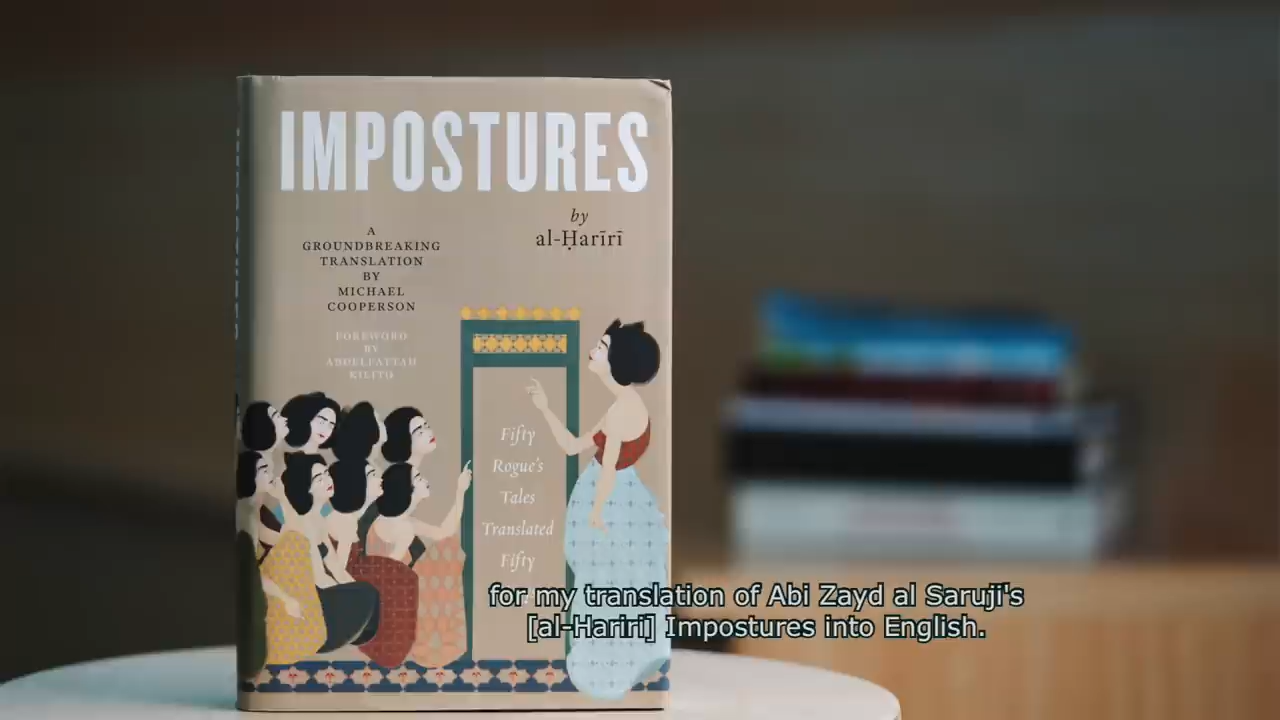 IMPOSTURES
by
al-Ḥarīrī
A
GROUNDBREAKING
TRANSLATION
BY
MICHAEL
COOPERSON
FOREWORD
BY
ABDELFATTAH
KILITO
Fifty
Rogue's
Tales
Translated
Fifty
for my translation of Abi Zayd al Saruji's
[al-Hariri] Impostures into English.